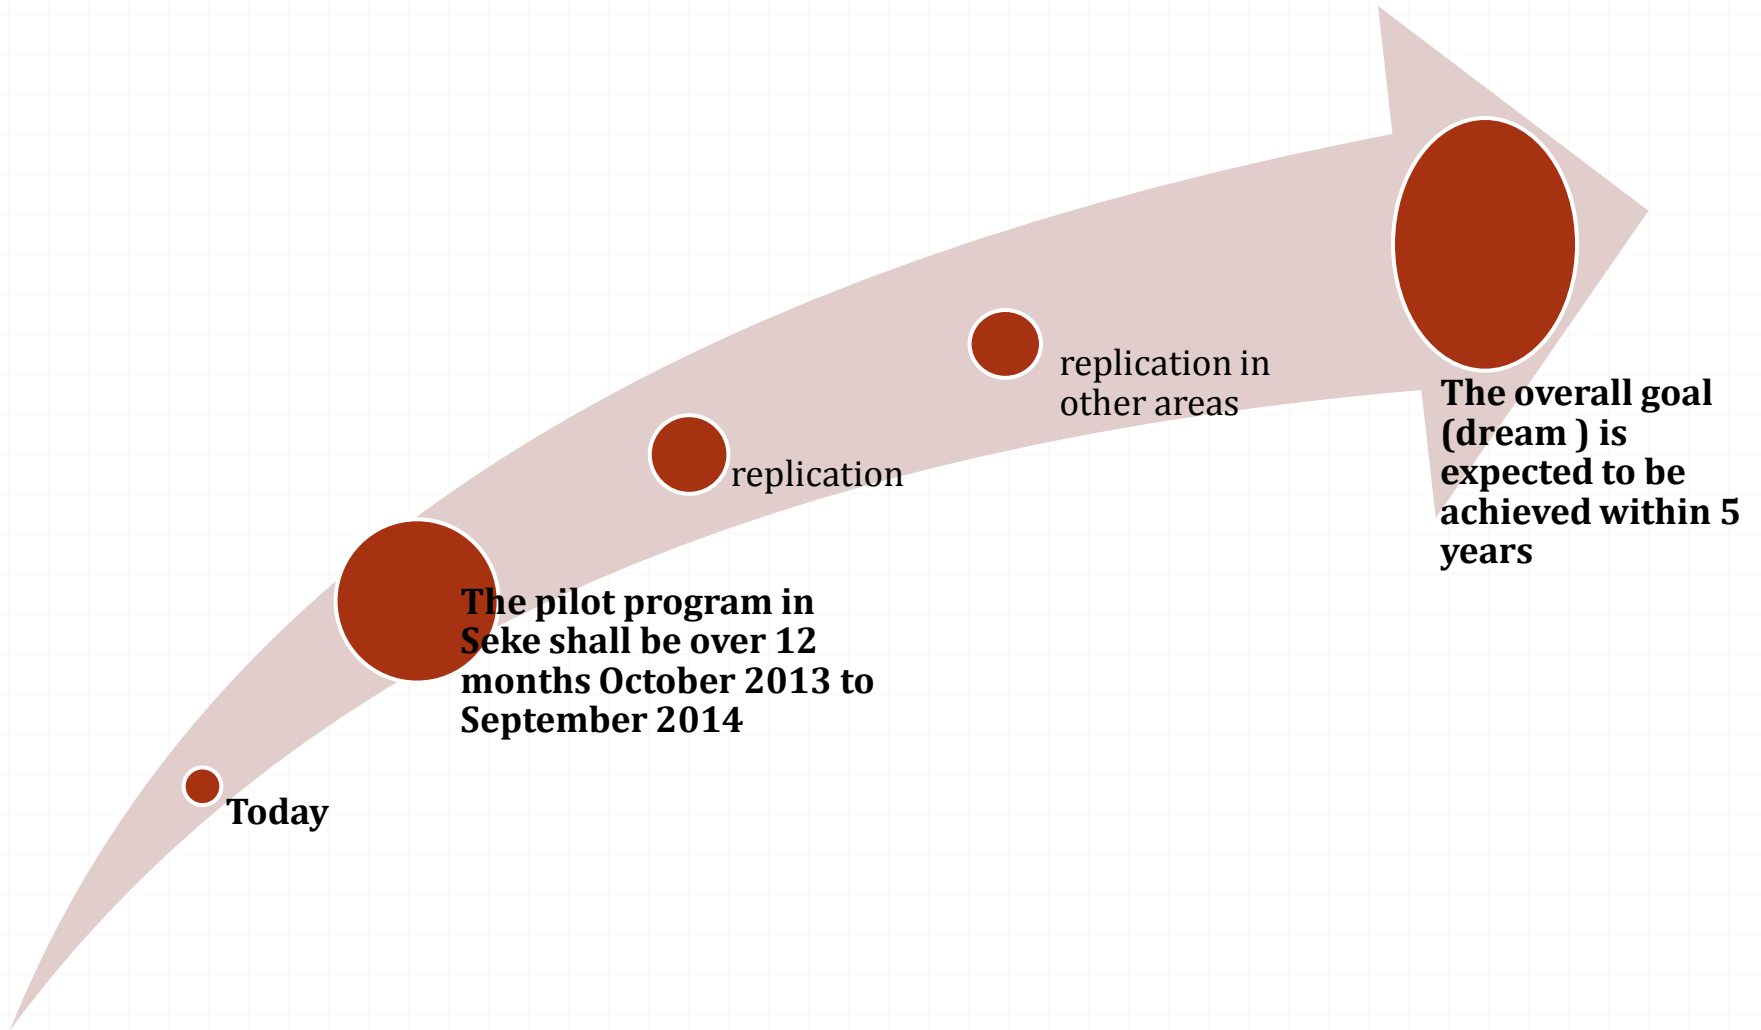 Today
The pilot program in
Seke shall be over 12
months October 2013 to
September 2014
replication
replication in
other areas
The overall goal
(dream ) is
expected to be
achieved within 5
years